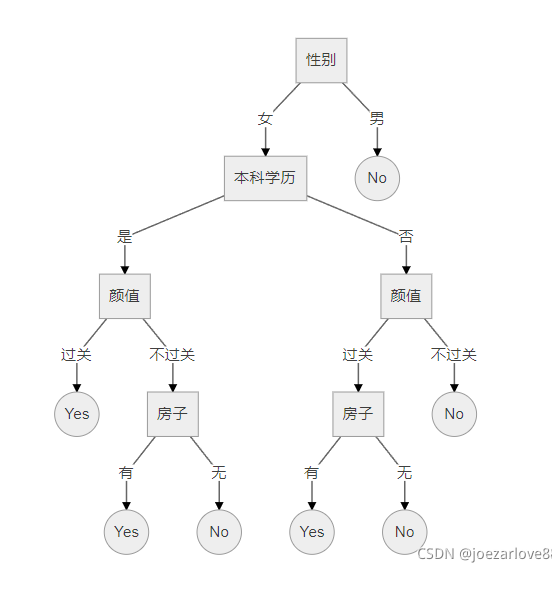 性别
女 男
本科学历 No
是 否
颜值 颜值
过关 不过关 过关 不过关
Yes 房子 房子 No
有 无 有 无
Yes No Yes No
CSDN @joezarlove88